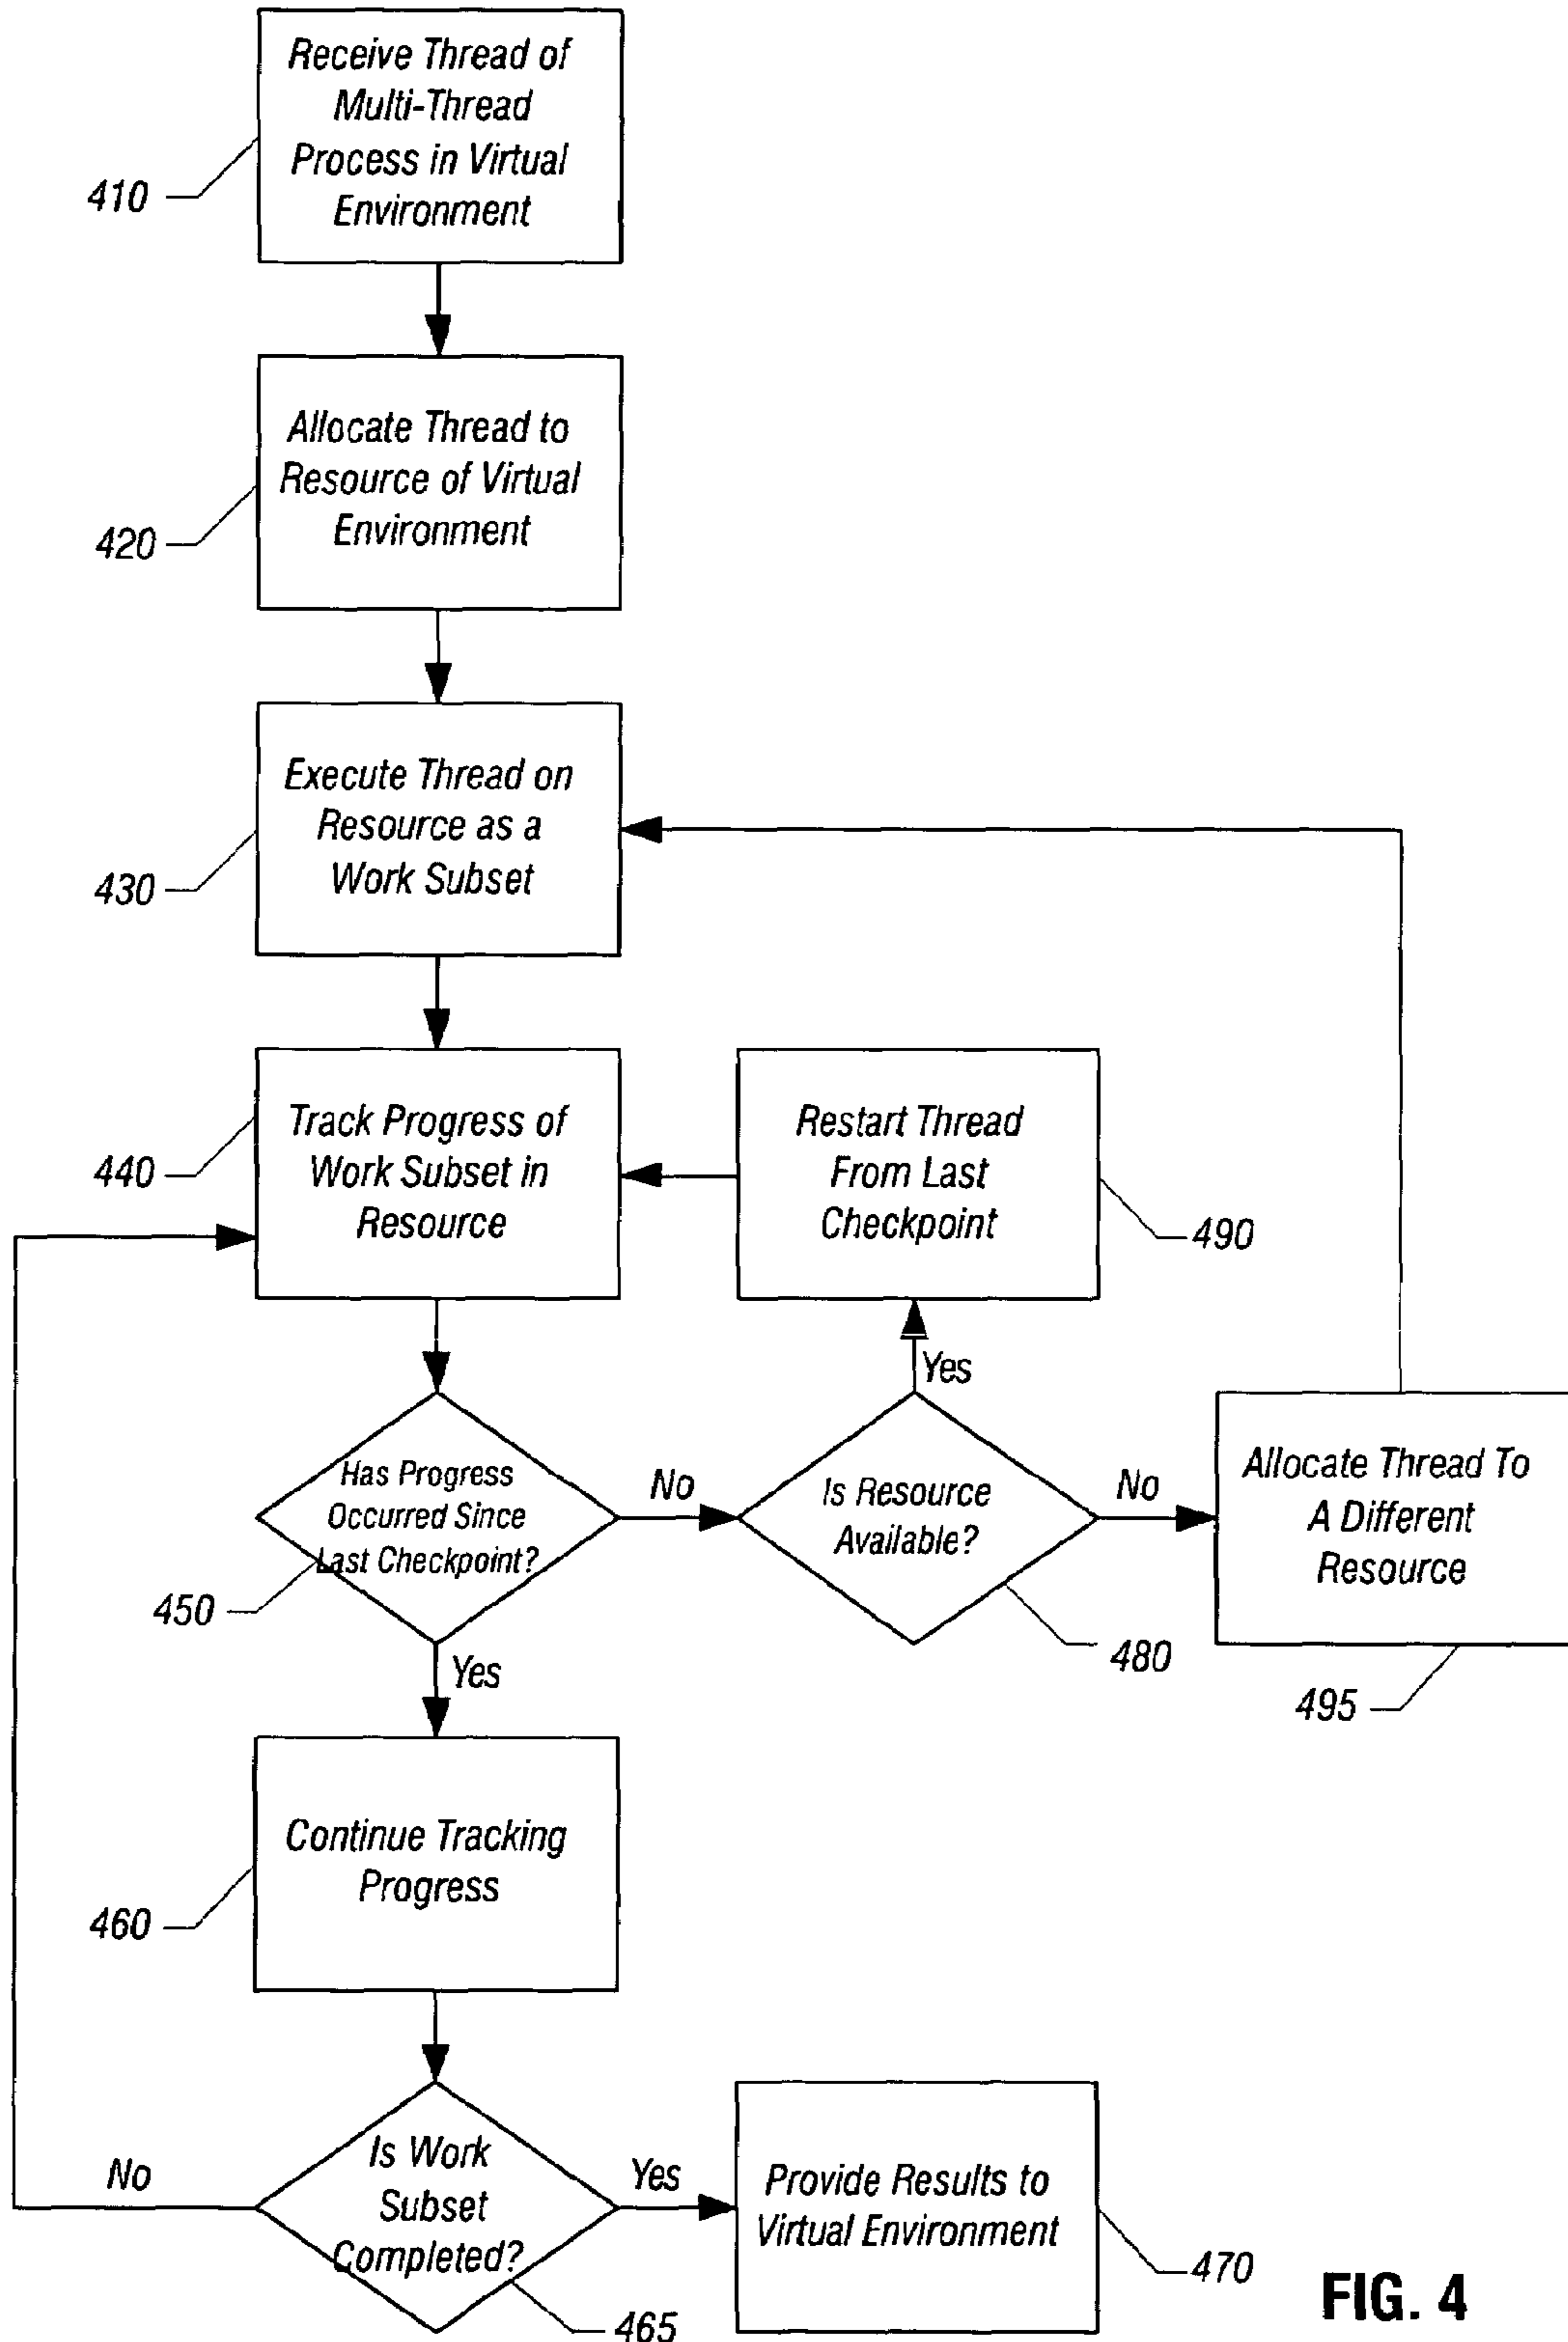 Receive Thread of
Multi-Thread
Process in Virtual
Environment
410
Allocate Thread to
Resource of Virtual
Environment
420
Execute Thread on
Resource as a
Work Subset
430
Track Progress of
Work Subset in
Resource
440
Restart Thread
From Last
Checkpoint
490
Yes
Has Progress
Occurred Since
Last Checkpoint?
450
No
Is Resource
Available?
480
No
Allocate Thread To
A Different
Resource
495
Yes
Continue Tracking
Progress
460
No
Is Work
Subset
Completed?
465
Yes
Provide Results to
Virtual Environment
470
FIG. 4